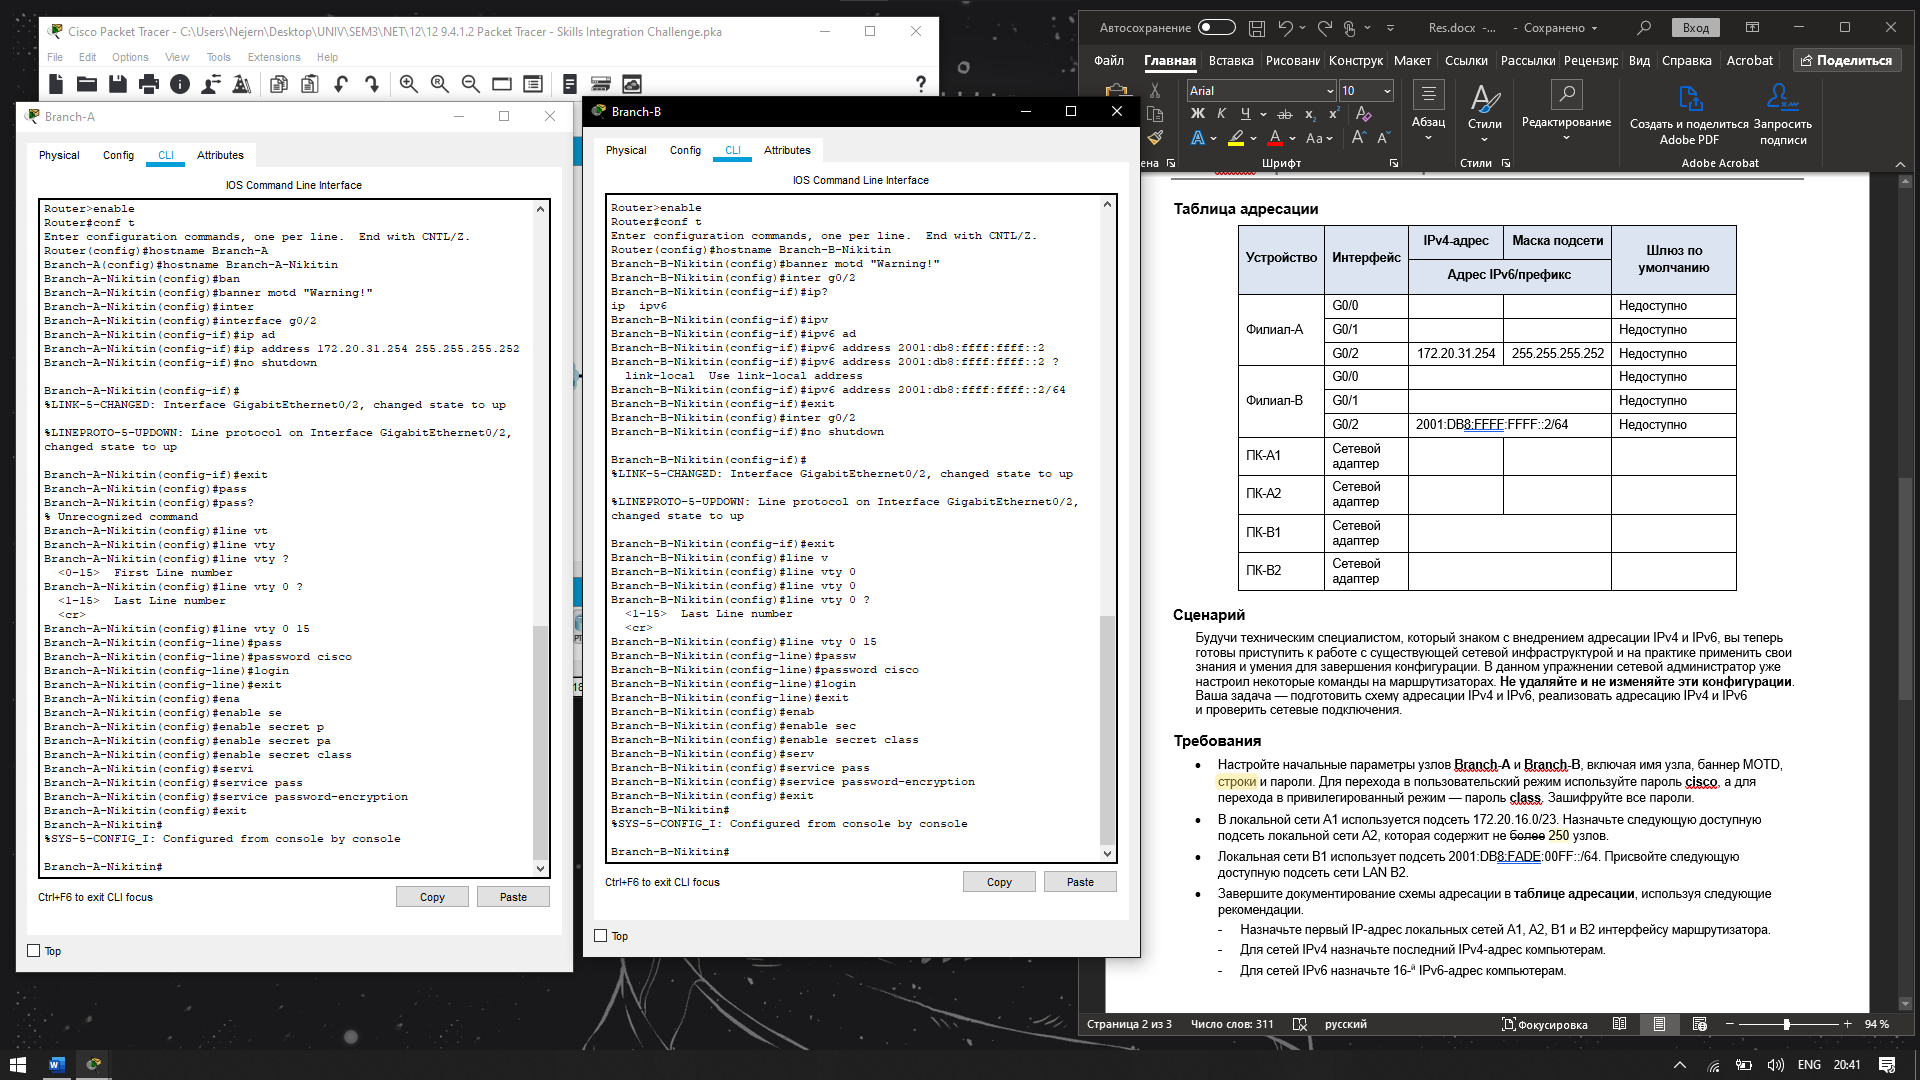 Cisco Packet Tracer - C:\Users\Nejern\Desktop\UNIV\SEM3\NET\12\12 9.4.1.2 Packet Tracer - Skills Integration Challenge.pka
File Edit Options View Tools Extensions Help
Branch-A
Physical Config CLI Attributes
IOS Command Line Interface
Router>enable
Router#conf t
Enter configuration commands, one per line.  End with CNTL/Z.
Router(config)#hostname Branch-A
Branch-A(config)#hostname Branch-A-Nikitin
Branch-A-Nikitin(config)#ban
Branch-A-Nikitin(config)#banner motd "Warning!"
Branch-A-Nikitin(config)#inter
Branch-A-Nikitin(config)#interface g0/2
Branch-A-Nikitin(config-if)#ip ad
Branch-A-Nikitin(config-if)#ip address 172.20.31.254 255.255.255.252
Branch-A-Nikitin(config-if)#no shutdown
Branch-A-Nikitin(config-if)#
%LINK-5-CHANGED: Interface GigabitEthernet0/2, changed state to up
%LINEPROTO-5-UPDOWN: Line protocol on Interface GigabitEthernet0/2,
changed state to up
Branch-A-Nikitin(config-if)#exit
Branch-A-Nikitin(config)#pass
Branch-A-Nikitin(config)#pass?
% Unrecognized command
Branch-A-Nikitin(config)#line vt
Branch-A-Nikitin(config)#line vty
Branch-A-Nikitin(config)#line vty ?
<0-15>  First Line number
Branch-A-Nikitin(config)#line vty 0 ?
<1-15>  Last Line number
<cr>
Branch-A-Nikitin(config)#line vty 0 15
Branch-A-Nikitin(config-line)#pass
Branch-A-Nikitin(config-line)#password cisco
Branch-A-Nikitin(config-line)#login
Branch-A-Nikitin(config-line)#exit
Branch-A-Nikitin(config)#ena
Branch-A-Nikitin(config)#enable se
Branch-A-Nikitin(config)#enable secret p
Branch-A-Nikitin(config)#enable secret pa
Branch-A-Nikitin(config)#enable secret class
Branch-A-Nikitin(config)#servi
Branch-A-Nikitin(config)#service pass
Branch-A-Nikitin(config)#service password-encryption
Branch-A-Nikitin(config)#exit
Branch-A-Nikitin#
%SYS-5-CONFIG_I: Configured from console by console
Branch-A-Nikitin#
Ctrl+F6 to exit CLI focus Copy Paste
Top
Branch-B
Physical Config CLI Attributes
IOS Command Line Interface
Router>enable
Router#conf t
Enter configuration commands, one per line.  End with CNTL/Z.
Router(config)#hostname Branch-B-Nikitin
Branch-B-Nikitin(config)#banner motd "Warning!"
Branch-B-Nikitin(config)#inter g0/2
Branch-B-Nikitin(config-if)#ip?
ip  ipv6
Branch-B-Nikitin(config-if)#ipv
Branch-B-Nikitin(config-if)#ipv6 ad
Branch-B-Nikitin(config-if)#ipv6 address 2001:db8:ffff:ffff::2
Branch-B-Nikitin(config-if)#ipv6 address 2001:db8:ffff:ffff::2 ?
link-local  Use link-local address
Branch-B-Nikitin(config-if)#ipv6 address 2001:db8:ffff:ffff::2/64
Branch-B-Nikitin(config-if)#exit
Branch-B-Nikitin(config)#inter g0/2
Branch-B-Nikitin(config-if)#no shutdown
Branch-B-Nikitin(config-if)#
%LINK-5-CHANGED: Interface GigabitEthernet0/2, changed state to up
%LINEPROTO-5-UPDOWN: Line protocol on Interface GigabitEthernet0/2,
changed state to up
Branch-B-Nikitin(config-if)#exit
Branch-B-Nikitin(config)#line v
Branch-B-Nikitin(config)#line vty 0
Branch-B-Nikitin(config)#line vty 0
Branch-B-Nikitin(config)#line vty 0 ?
<1-15>  Last Line number
<cr>
Branch-B-Nikitin(config)#line vty 0 15
Branch-B-Nikitin(config-line)#passw
Branch-B-Nikitin(config-line)#password cisco
Branch-B-Nikitin(config-line)#login
Branch-B-Nikitin(config-line)#exit
Branch-B-Nikitin(config)#enab
Branch-B-Nikitin(config)#enable sec
Branch-B-Nikitin(config)#enable secret class
Branch-B-Nikitin(config)#serv
Branch-B-Nikitin(config)#service pass
Branch-B-Nikitin(config)#service password-encryption
Branch-B-Nikitin(config)#exit
Branch-B-Nikitin#
%SYS-5-CONFIG_I: Configured from console by console
Branch-B-Nikitin#
Ctrl+F6 to exit CLI focus Copy Paste
Top
Автосохранение Res.docx -... - Сохранено Вход
Файл Главная Вставка Рисовани Конструк Макет Ссылки Рассылки Рецензир Вид Справка Acrobat Поделиться
Arial 10
Ж К Ч ab x₂ x²
Абзац Стили Редактирование
Создать и поделиться Adobe PDF
Запросить подписи
ена Шрифт Стили Adobe Acrobat
Таблица адресации
Устройство Интерфейс IPv4-адрес Маска подсети Шлюз по умолчанию
Адрес IPv6/префикс
Филиал-A G0/0 Недоступно
G0/1 Недоступно
G0/2 172.20.31.254 255.255.255.252 Недоступно
Филиал-B G0/0 Недоступно
G0/1 Недоступно
G0/2 2001:DB8:FFFF:FFFF::2/64 Недоступно
ПК-A1 Сетевой адаптер
ПК-A2 Сетевой адаптер
ПК-B1 Сетевой адаптер
ПК-B2 Сетевой адаптер
Сценарий
Будучи техническим специалистом, который знаком с внедрением адресации IPv4 и IPv6, вы теперь
готовы приступить к работе с существующей сетевой инфраструктурой и на практике применить свои
знания и умения для завершения конфигурации. В данном упражнении сетевой администратор уже
настроил некоторые команды на маршрутизаторах. Не удаляйте и не изменяйте эти конфигурации.
Ваша задача — подготовить схему адресации IPv4 и IPv6, реализовать адресацию IPv4 и IPv6
и проверить сетевые подключения.
Требования
• Настройте начальные параметры узлов Branch-A и Branch-B, включая имя узла, баннер MOTD,
строки и пароли. Для перехода в пользовательский режим используйте пароль cisco, а для
перехода в привилегированный режим — пароль class. Зашифруйте все пароли.
• В локальной сети A1 используется подсеть 172.20.16.0/23. Назначьте следующую доступную
подсеть локальной сети A2, которая содержит не более 250 узлов.
• Локальная сети B1 использует подсеть 2001:DB8:FADE:00FF::/64. Присвойте следующую
доступную подсеть сети LAN B2.
• Завершите документирование схемы адресации в таблице адресации, используя следующие
рекомендации.
- Назначьте первый IP-адрес локальных сетей A1, A2, B1 и B2 интерфейсу маршрутизатора.
- Для сетей IPv4 назначьте последний IPv4-адрес компьютерам.
- Для сетей IPv6 назначьте 16-й IPv6-адрес компьютерам.
Страница 2 из 3 Число слов: 311 русский Фокусировка 94 %
ENG 20:41